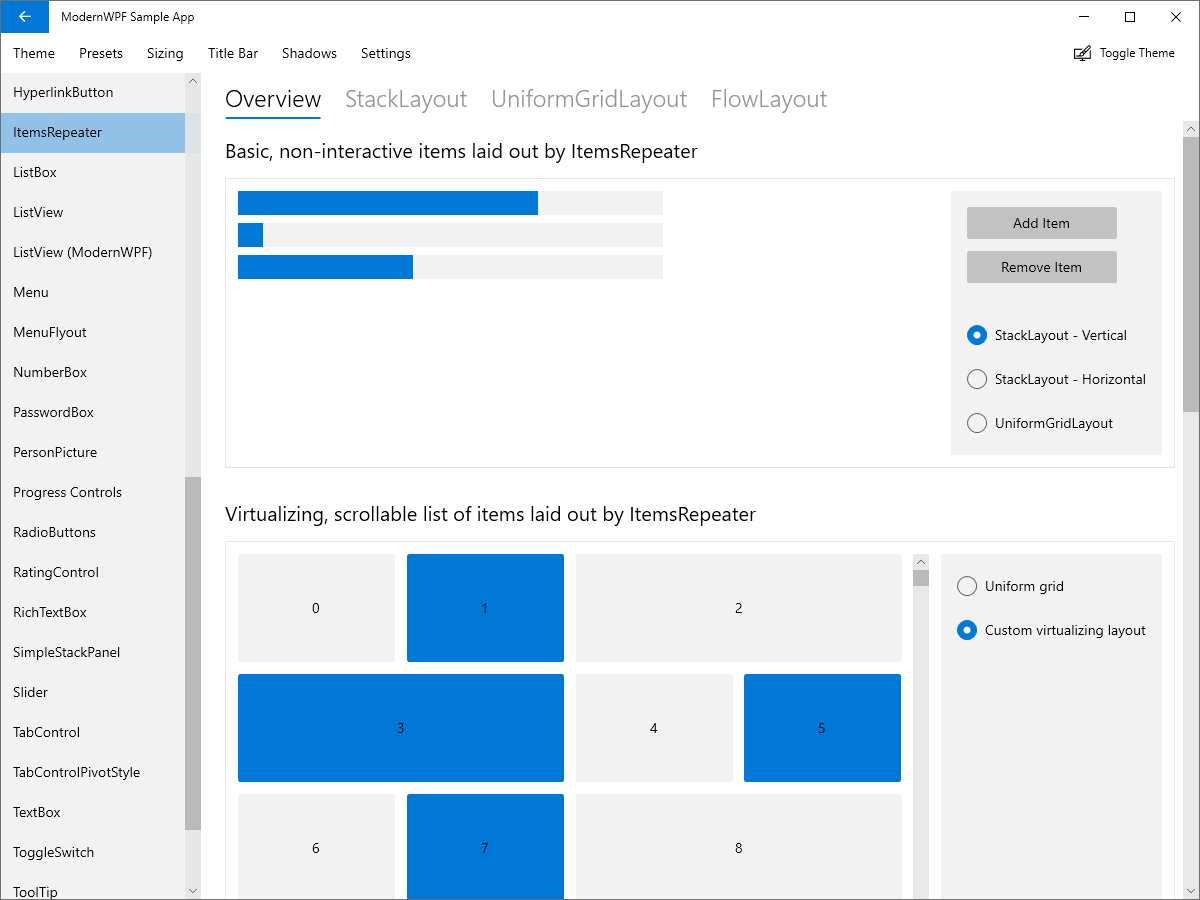 ModernWPF Sample App
Theme Presets Sizing Title Bar Shadows Settings Toggle Theme
HyperlinkButton
ItemsRepeater
ListBox
ListView
ListView (ModernWPF)
Menu
MenuFlyout
NumberBox
PasswordBox
PersonPicture
Progress Controls
RadioButtons
RatingControl
RichTextBox
SimpleStackPanel
Slider
TabControl
TabControlPivotStyle
TextBox
ToggleSwitch
ToolTip
Overview StackLayout UniformGridLayout FlowLayout
Basic, non-interactive items laid out by ItemsRepeater
Add Item
Remove Item
StackLayout - Vertical
StackLayout - Horizontal
UniformGridLayout
Virtualizing, scrollable list of items laid out by ItemsRepeater
0 1 2
3 4 5
6 7 8
Uniform grid
Custom virtualizing layout